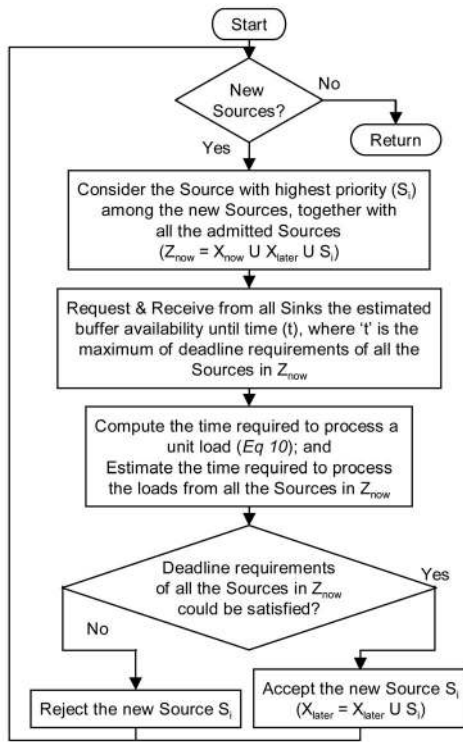 Start
New
Sources?
No
Return
Yes
Consider the Source with highest priority (Sᵢ)
among the new Sources, together with
all the admitted Sources
(Zₙₒw = Xₙₒw U Xₗₐₜₑᵣ U Sᵢ)
Request & Receive from all Sinks the estimated
buffer availability until time (t), where ‘t’ is the
maximum of deadline requirements of all the
Sources in Zₙₒw
Compute the time required to process a
unit load (Eq 10); and
Estimate the time required to process
the loads from all the Sources in Zₙₒw
Deadline requirements
of all the Sources in Zₙₒw
could be satisfied?
Yes
No
Reject the new Source Sᵢ
Accept the new Source Sᵢ
(Xₗₐₜₑᵣ = Xₗₐₜₑᵣ U Sᵢ)